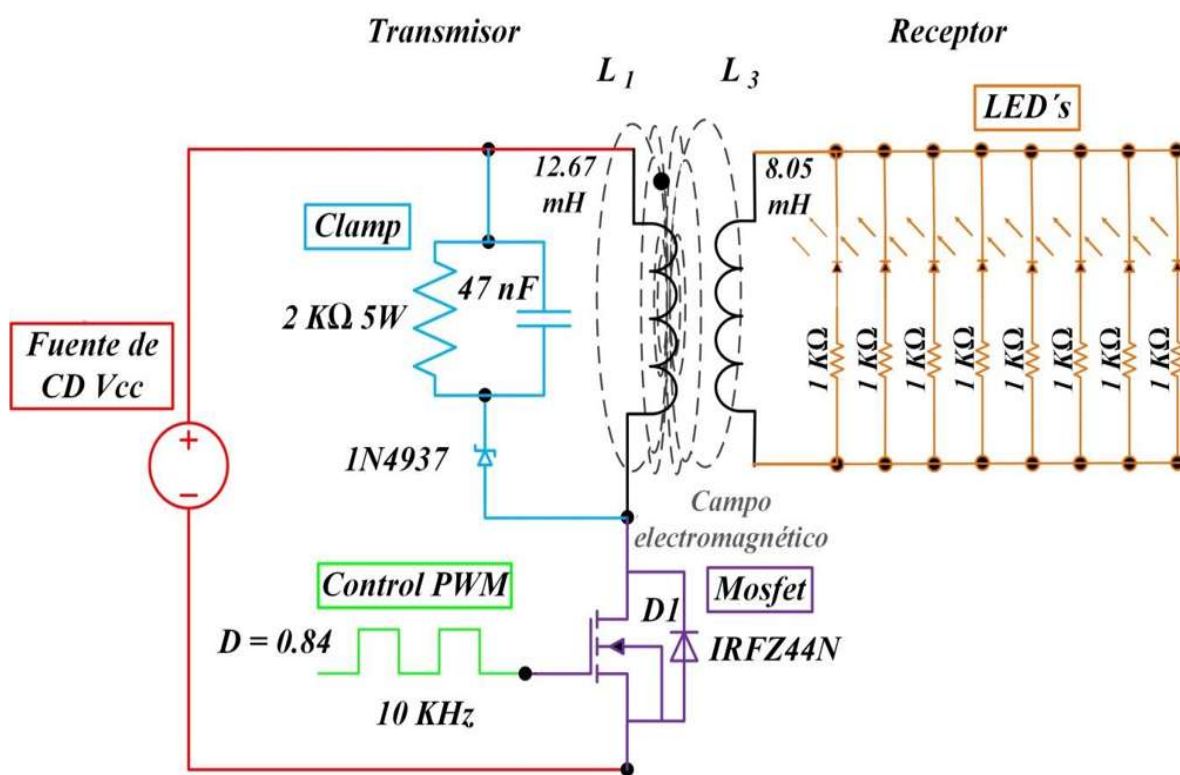 Transmisor
Receptor
L 1
L 3
LED´s
12.67
mH
8.05
mH
Clamp
47 nF
2 KΩ 5W
Fuente de
CD Vcc
1 KΩ
1 KΩ
1 KΩ
1 KΩ
1 KΩ
1 KΩ
1 KΩ
1 KΩ
+
−
1N4937
Campo
electromagnético
Control PWM
Mosfet
D1
D = 0.84
IRFZ44N
10 KHz